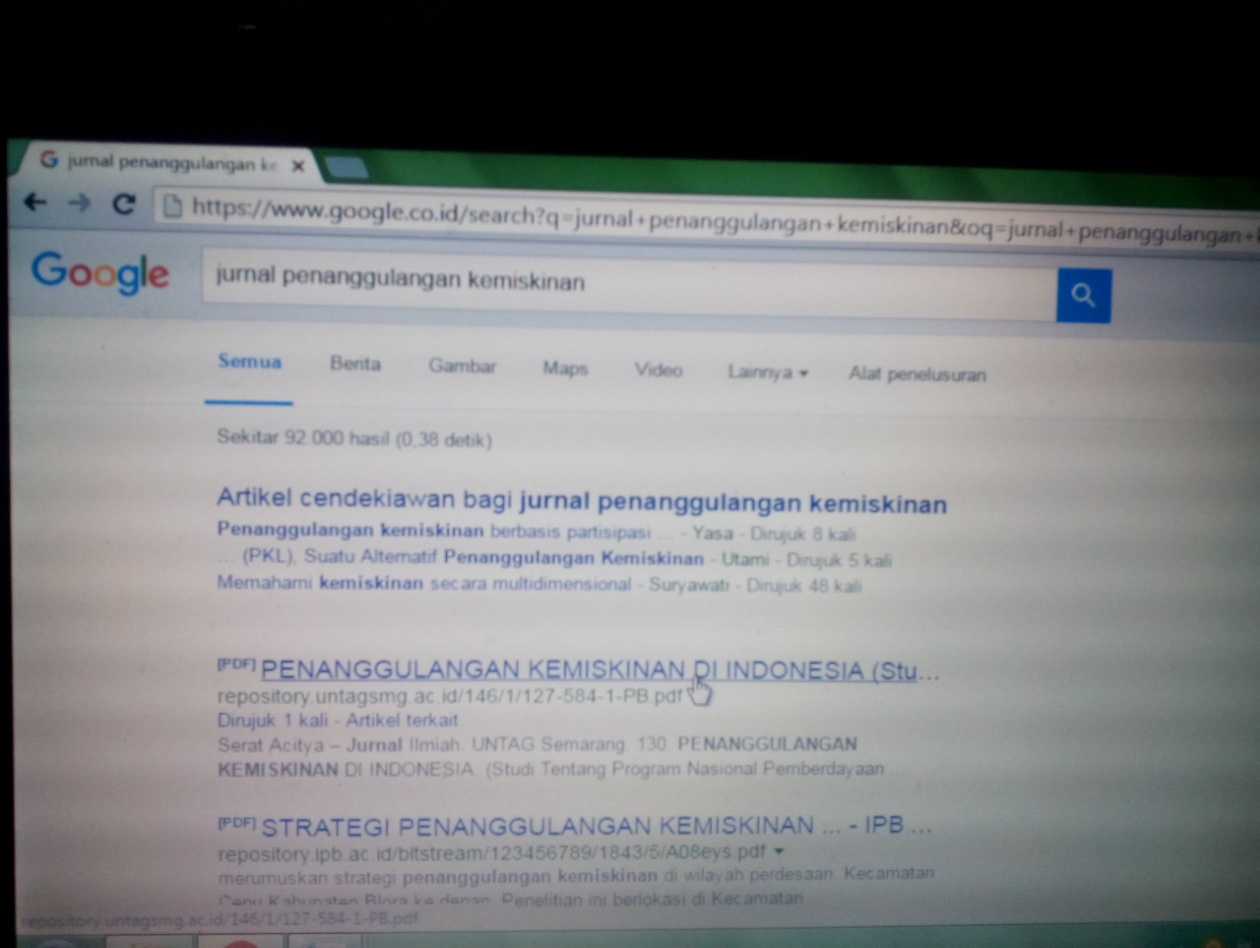 jurnal penanggulangan ke
https://www.google.co.id/search?q=jurnal+penanggulangan+kemiskinan&oq=jurnal+penanggulangan+k
Google
jurnal penanggulangan kemiskinan
Semua Berita Gambar Maps Video Lainnya Alat penelusuran
Sekitar 92.000 hasil (0,38 detik)
Artikel cendekiawan bagi jurnal penanggulangan kemiskinan
Penanggulangan kemiskinan berbasis partisipasi ... - Yasa - Dirujuk 8 kali
... (PKL), Suatu Alternatif Penanggulangan Kemiskinan - Utami - Dirujuk 5 kali
Memahami kemiskinan secara multidimensional - Suryawati - Dirujuk 48 kali
[PDF] PENANGGULANGAN KEMISKINAN DI INDONESIA (Stu...
repository.untagsmg.ac.id/146/1/127-584-1-PB.pdf
Dirujuk 1 kali - Artikel terkait
Serat Acitya – Jurnal Ilmiah. UNTAG Semarang. 130. PENANGGULANGAN
KEMISKINAN DI INDONESIA. (Studi Tentang Program Nasional Pemberdayaan ...
[PDF] STRATEGI PENANGGULANGAN KEMISKINAN ... - IPB ...
repository.ipb.ac.id/bitstream/123456789/1843/5/A08eys.pdf
merumuskan strategi penanggulangan kemiskinan di wilayah perdesaan. Kecamatan
Cepu Kabupaten Blora ke depan. Penelitian ini berlokasi di Kecamatan
repository.untagsmg.ac.id/146/1/127-584-1-PB.pdf